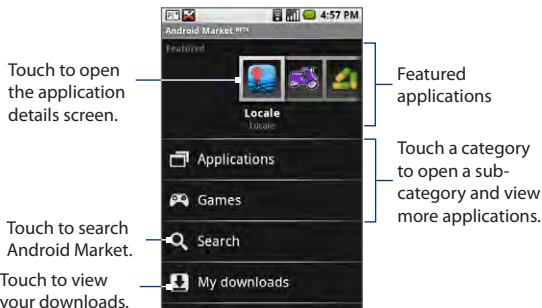 4:57 PM
Android Market BETA
Featured
Locale
Locale
Applications
Games
Search
My downloads
Touch to open
the application
details screen.
Touch to search
Android Market.
Touch to view
your downloads.
Featured
applications
Touch a category
to open a sub-
category and view
more applications.